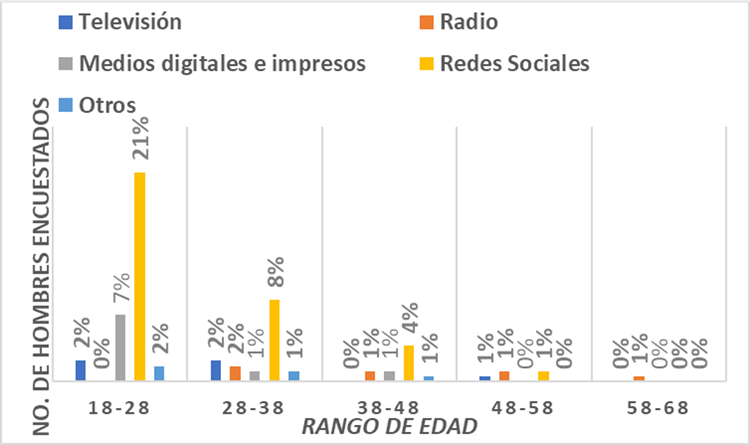 Televisión
Radio
Medios digitales e impresos
Redes Sociales
Otros
NO. DE HOMBRES ENCUESTADOS
2% 0% 7% 21% 2%
2% 2% 1% 8% 1%
0% 1% 1% 4% 1%
1% 1% 0% 1% 0%
0% 1% 0% 0% 0%
18-28 28-38 38-48 48-58 58-68
RANGO DE EDAD